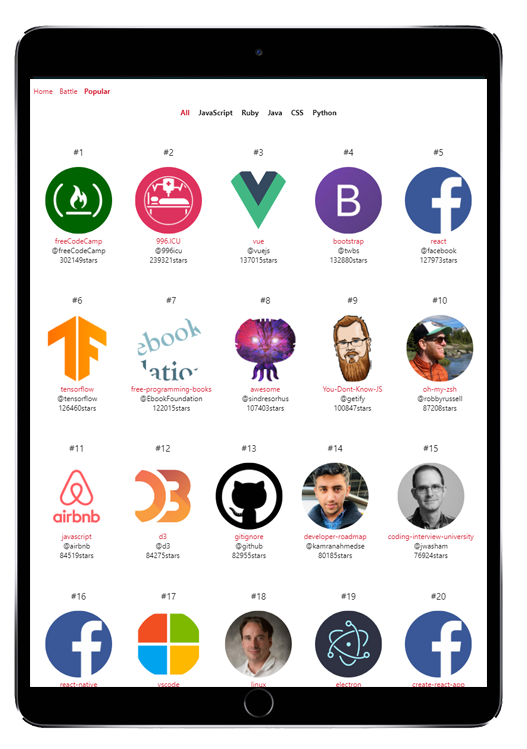 Home Battle Popular
All JavaScript Ruby Java CSS Python
#1 #2 #3 #4 #5
B
freeCodeCamp 996.ICU vue bootstrap react
@freeCodeCamp @996icu @vuejs @twbs @facebook
302149stars 239321stars 137015stars 132880stars 127973stars
#6 #7 #8 #9 #10
ebook
dation
tensorflow free-programming-books awesome You-Dont-Know-JS oh-my-zsh
@tensorflow @EbookFoundation @sindresorhus @getify @robbyrussell
126460stars 122015stars 107403stars 100847stars 87208stars
#11 #12 #13 #14 #15
D3
airbnb
javascript d3 gitignore developer-roadmap coding-interview-university
@airbnb @d3 @github @kamranahmedse @jwasham
84519stars 84275stars 82955stars 80185stars 76924stars
#16 #17 #18 #19 #20
f f
react-native vscode linux electron create-react-app